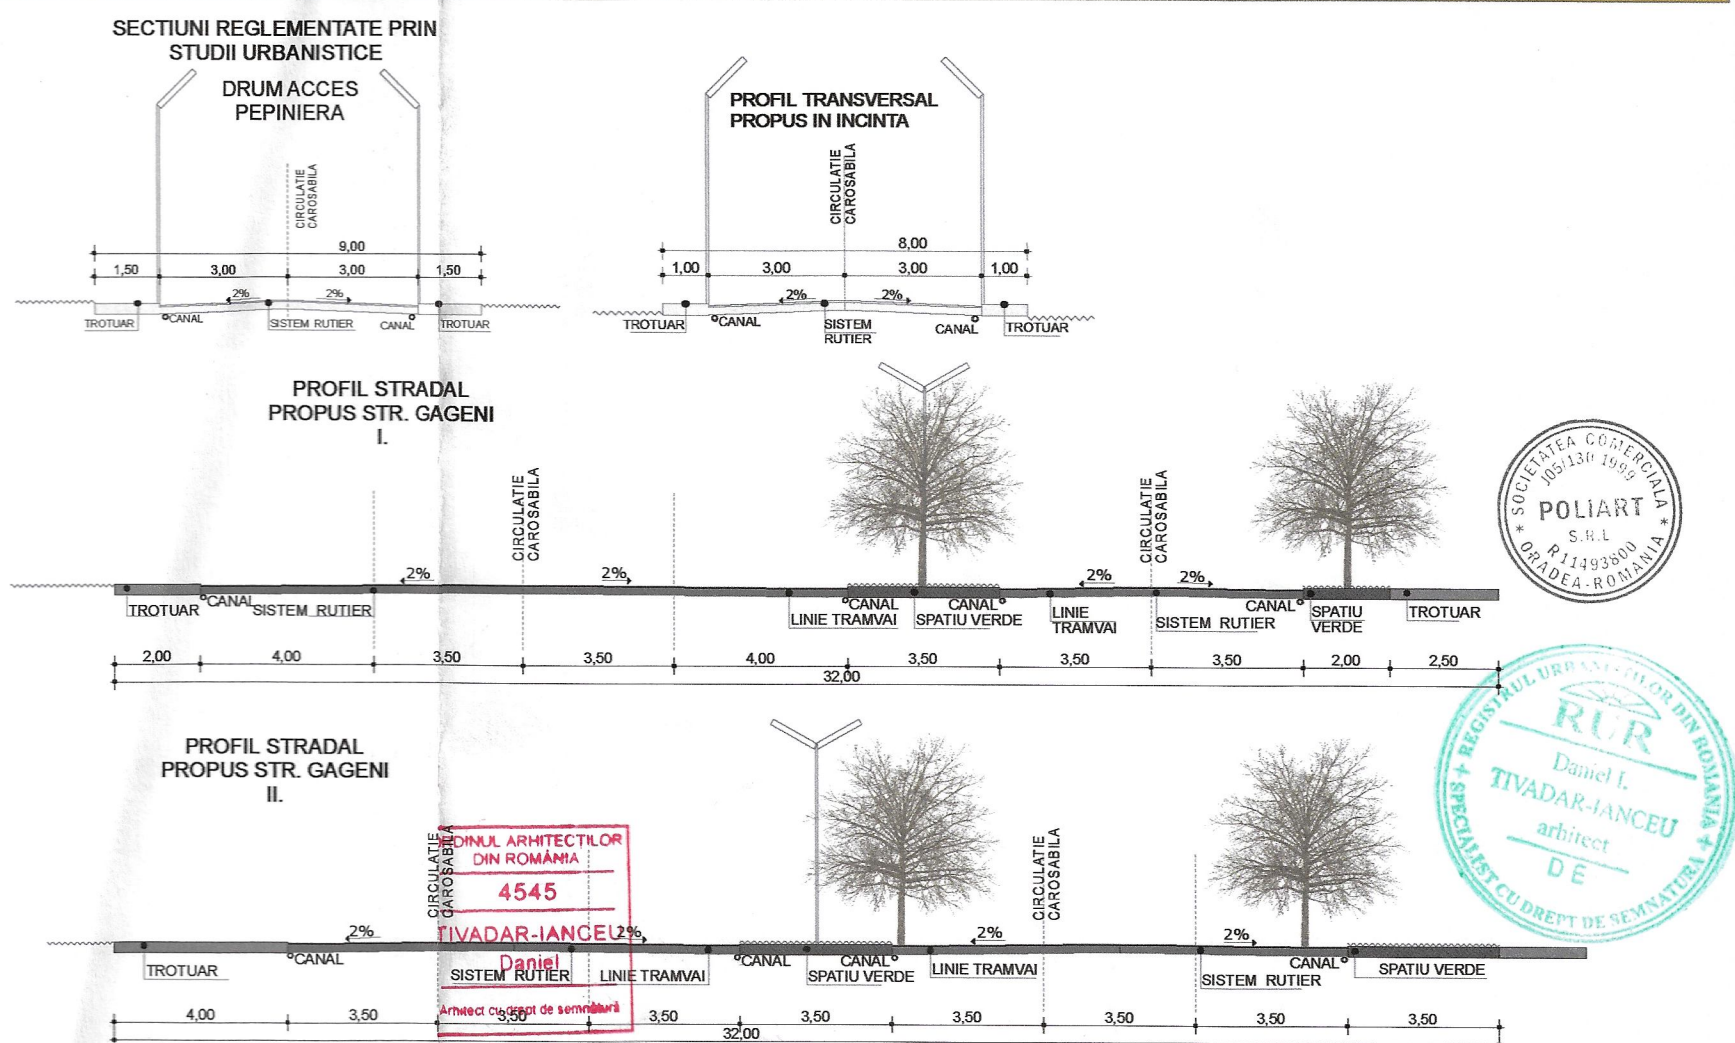 SECTIUNI REGLEMENTATE PRIN
STUDII URBANISTICE
DRUM ACCES
PEPINIERA
CIRCULATIE
CAROSABILA
9,00
1,50 3,00 3,00 1,50
2% 2%
TROTUAR CANAL SISTEM RUTIER CANAL TROTUAR
PROFIL TRANSVERSAL
PROPUS IN INCINTA
CIRCULATIE
CAROSABILA
8,00
1,00 3,00 3,00 1,00
2% 2%
TROTUAR CANAL SISTEM
RUTIER CANAL TROTUAR
PROFIL STRADAL
PROPUS STR. GAGENI
I.
CIRCULATIE
CAROSABILA
CIRCULATIE
CAROSABILA
2% 2% 2% 2%
TROTUAR CANAL SISTEM RUTIER LINIE TRAMVAI CANAL SPATIU VERDE CANAL LINIE
TRAMVAI SISTEM RUTIER CANAL SPATIU
VERDE TROTUAR
2,00 4,00 3,50 3,50 4,00 3,50 3,50 3,50 2,00 2,50
32,00
SOCIETATEA COMERCIALA
J05/130 1999
POLIART
S.R.L
R11493800
ORADEA-ROMANIA
PROFIL STRADAL
PROPUS STR. GAGENI
II.
CIRCULATIE
CAROSABILA
CIRCULATIE
CAROSABILA
2% 2% 2% 2%
TROTUAR CANAL SISTEM RUTIER LINIE TRAMVAI CANAL SPATIU VERDE CANAL LINIE TRAMVAI SISTEM RUTIER CANAL SPATIU VERDE
4,00 3,50 3,50 3,50 3,50 3,50 3,50 3,50 3,50
32,00
DINUL ARHITECTILOR
DIN ROMÂNIA
4545
TIVADAR-IANCEU
Daniel
Arhitect cu drept de semnătură
REGISTRUL URBANIȘTILOR DIN ROMANIA
RUR
Daniel I.
TIVADAR-IANCEU
arhitect
D E
SPECIALIST CU DREPT DE SEMNATURA